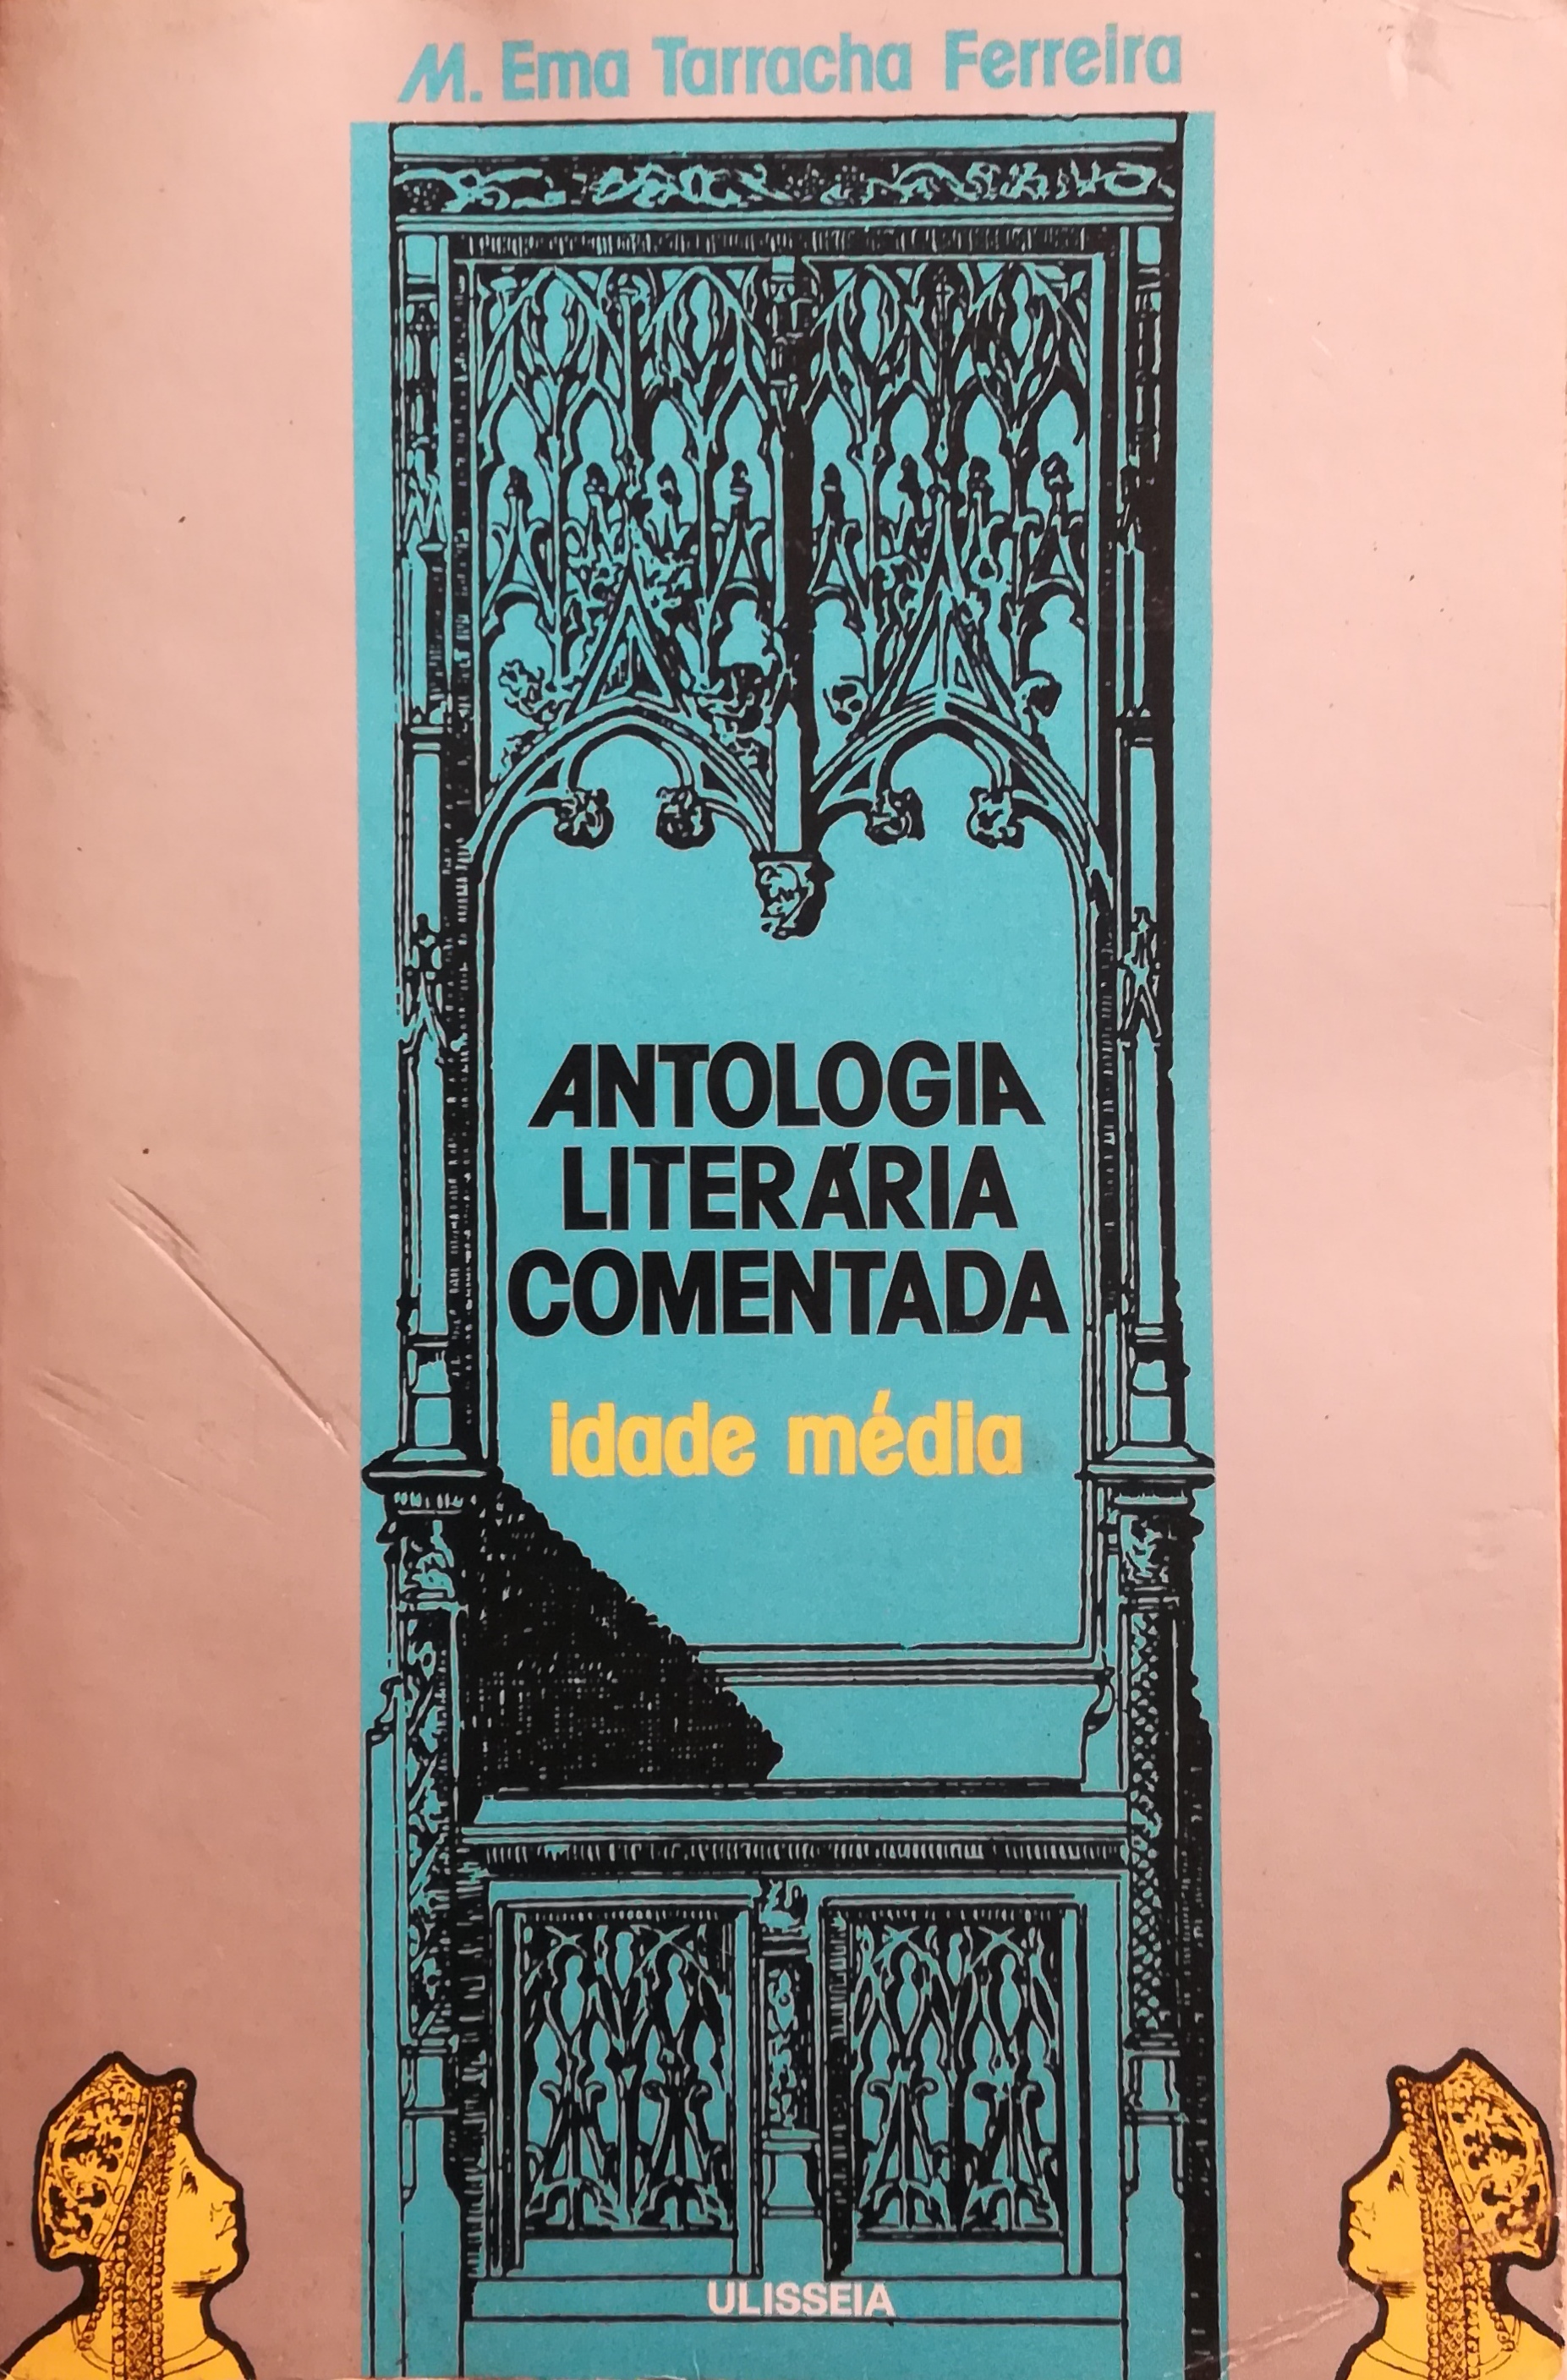 M. Ema Tarracha Ferreira
ANTOLOGIA
LITERÁRIA
COMENTADA
idade média
ULISSEIA